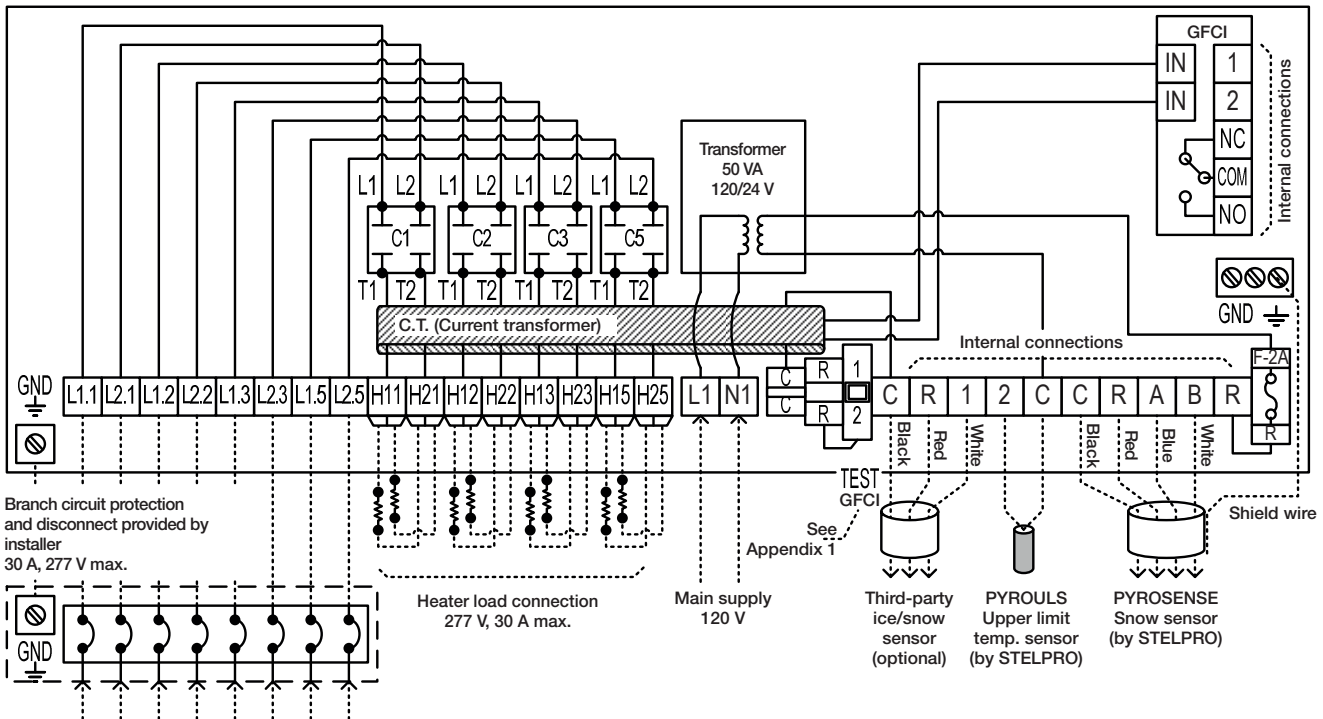 GFCI
IN 1
IN 2
NC
COM
NO
Internal connections
Transformer
50 VA
120/24 V
L1 L2 L1 L2 L1 L2 L1 L2
C1 C2 C3 C5
T1 T2 T1 T2 T1 T2 T1 T2
C.T. (Current transformer)
GND
Internal connections
F-2A
R
GND
L1.1 L2.1 L1.2 L2.2 L1.3 L2.3 L1.5 L2.5 H11 H21 H12 H22 H13 H23 H15 H25 L1 N1
C R 1
C R 2
C R 1 2 C C R A B R
Black Red White Black Red Blue White
TEST
GFCI
See
Appendix 1
Shield wire
Branch circuit protection
and disconnect provided by
installer
30 A, 277 V max.
GND
Heater load connection
277 V, 30 A max.
Main supply
120 V
Third-party
ice/snow
sensor
(optional)
PYROULS
Upper limit
temp. sensor
(by STELPRO)
PYROSENSE
Snow sensor
(by STELPRO)